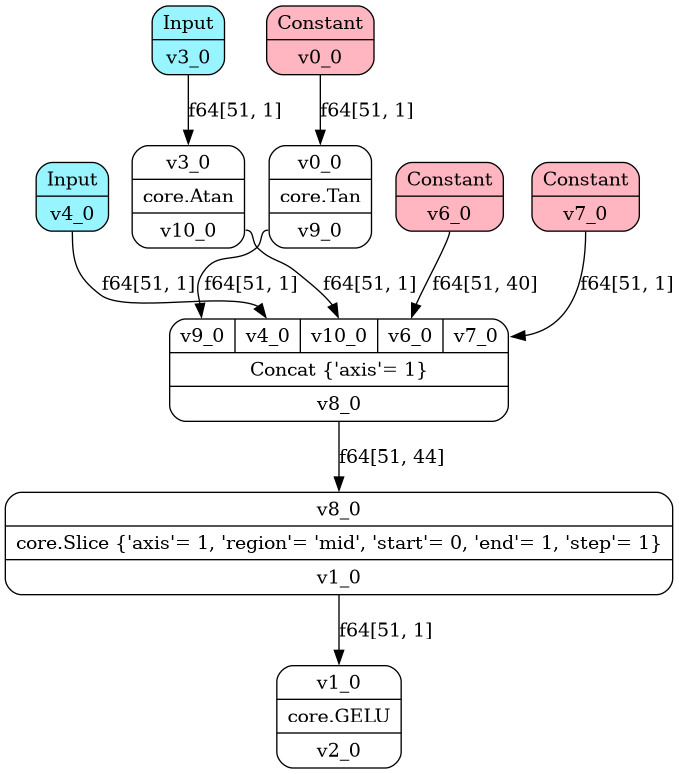 Input
v3_0
Constant
v0_0
f64[51, 1]
f64[51, 1]
v3_0
core.Atan
v10_0
v0_0
core.Tan
v9_0
Input
v4_0
Constant
v6_0
Constant
v7_0
f64[51, 1]
f64[51, 1]
f64[51, 1]
f64[51, 40]
f64[51, 1]
v9_0 v4_0 v10_0 v6_0 v7_0
Concat {'axis'= 1}
v8_0
f64[51, 44]
v8_0
core.Slice {'axis'= 1, 'region'= 'mid', 'start'= 0, 'end'= 1, 'step'= 1}
v1_0
f64[51, 1]
v1_0
core.GELU
v2_0